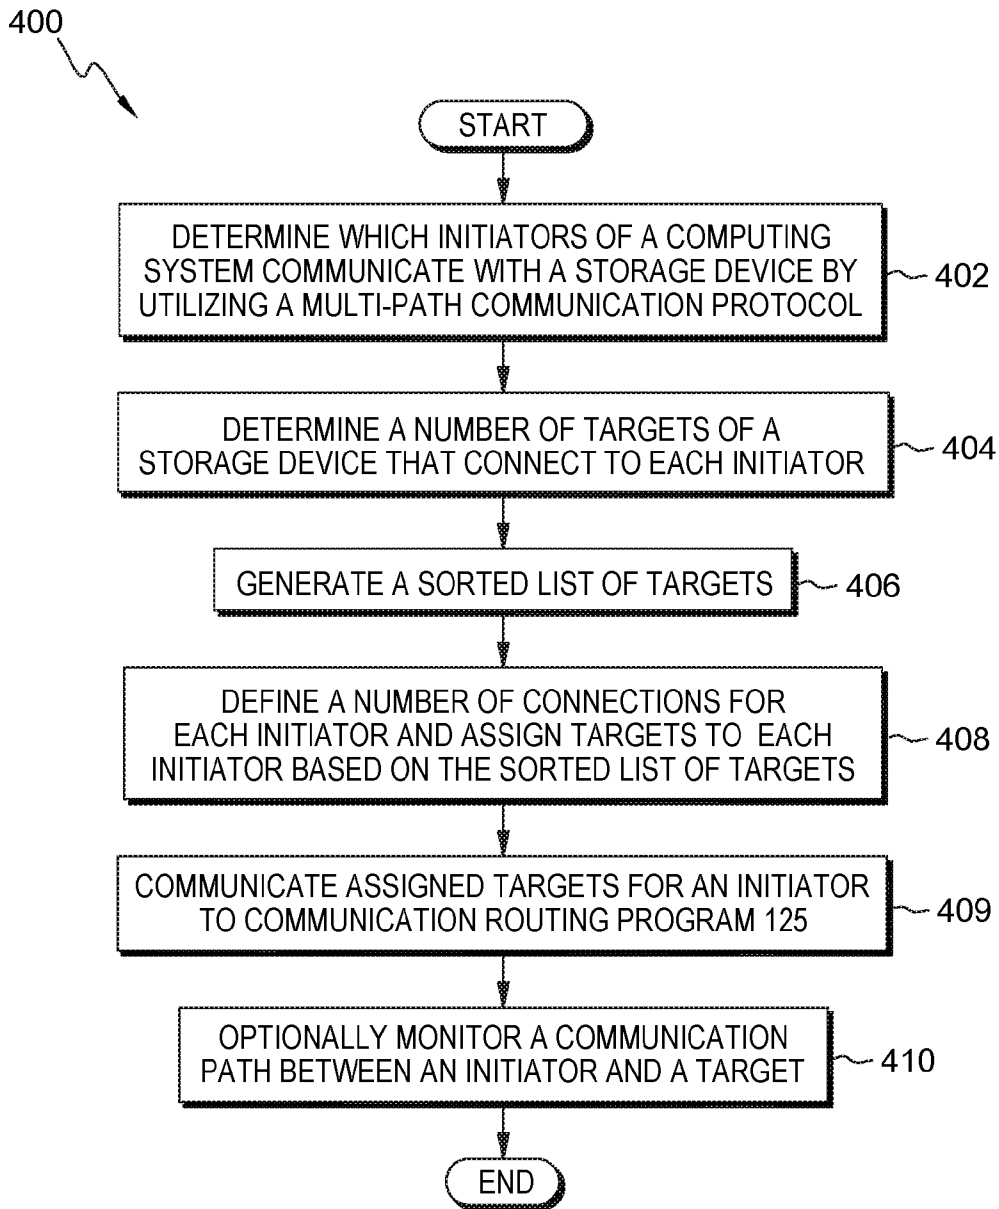 400
START
DETERMINE WHICH INITIATORS OF A COMPUTING
SYSTEM COMMUNICATE WITH A STORAGE DEVICE BY
UTILIZING A MULTI-PATH COMMUNICATION PROTOCOL
402
DETERMINE A NUMBER OF TARGETS OF A
STORAGE DEVICE THAT CONNECT TO EACH INITIATOR
404
GENERATE A SORTED LIST OF TARGETS
406
DEFINE A NUMBER OF CONNECTIONS FOR
EACH INITIATOR AND ASSIGN TARGETS TO EACH
INITIATOR BASED ON THE SORTED LIST OF TARGETS
408
COMMUNICATE ASSIGNED TARGETS FOR AN INITIATOR
TO COMMUNICATION ROUTING PROGRAM 125
409
OPTIONALLY MONITOR A COMMUNICATION
PATH BETWEEN AN INITIATOR AND A TARGET
410
END